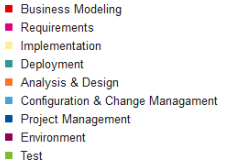 Business Modeling
Requirements
Implementation
Deployment
Analysis & Design
Configuration & Change Managament
Project Management
Environment
Test